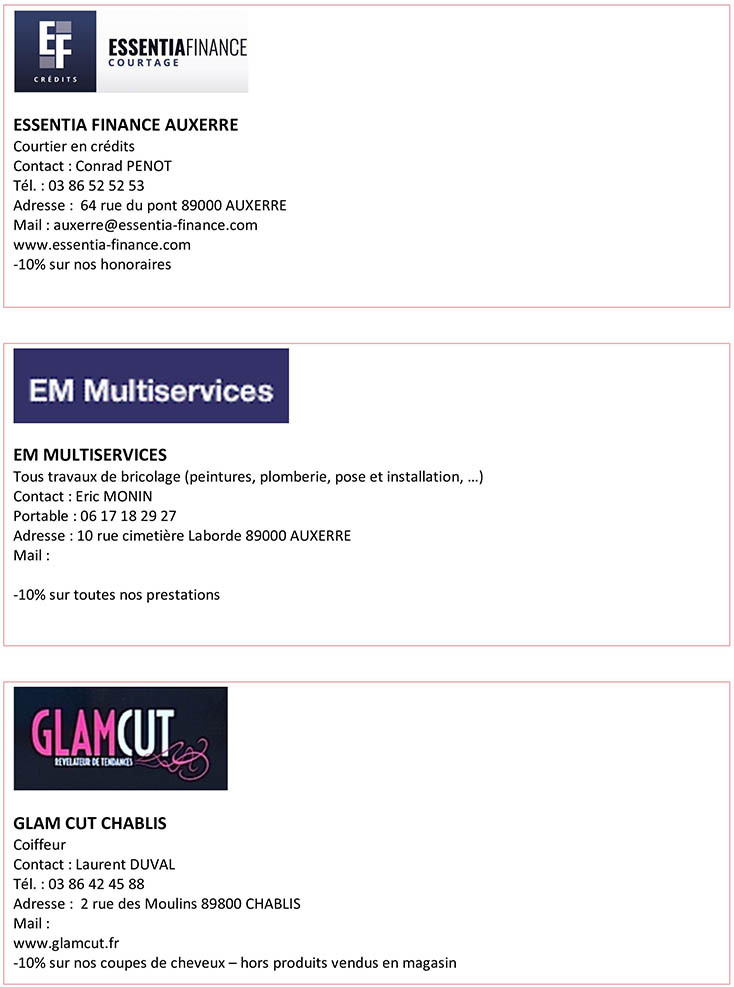 EF
CRÉDITS
ESSENTIAFINANCE
COURTAGE
ESSENTIA FINANCE AUXERRE
Courtier en crédits
Contact : Conrad PENOT
Tél. : 03 86 52 52 53
Adresse :  64 rue du pont 89000 AUXERRE
Mail : auxerre@essentia-finance.com
www.essentia-finance.com
-10% sur nos honoraires
EM Multiservices
EM MULTISERVICES
Tous travaux de bricolage (peintures, plomberie, pose et installation, ...)
Contact : Eric MONIN
Portable : 06 17 18 29 27
Adresse : 10 rue cimetière Laborde 89000 AUXERRE
Mail :
-10% sur toutes nos prestations
GLAMCUT
REVELATEUR DE TENDANCES
GLAM CUT CHABLIS
Coiffeur
Contact : Laurent DUVAL
Tél. : 03 86 42 45 88
Adresse :  2 rue des Moulins 89800 CHABLIS
Mail :
www.glamcut.fr
-10% sur nos coupes de cheveux – hors produits vendus en magasin